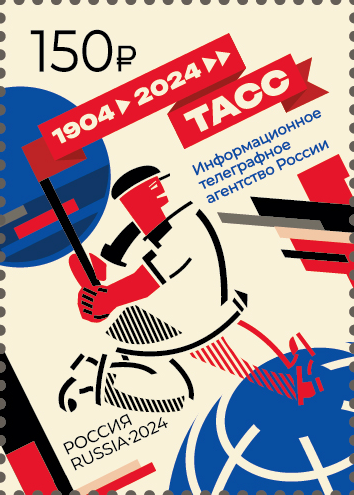 150₽
1904▶2024▶▶
ТАСС
Информационное
телеграфное
агентство России
РОССИЯ
RUSSIA·2024